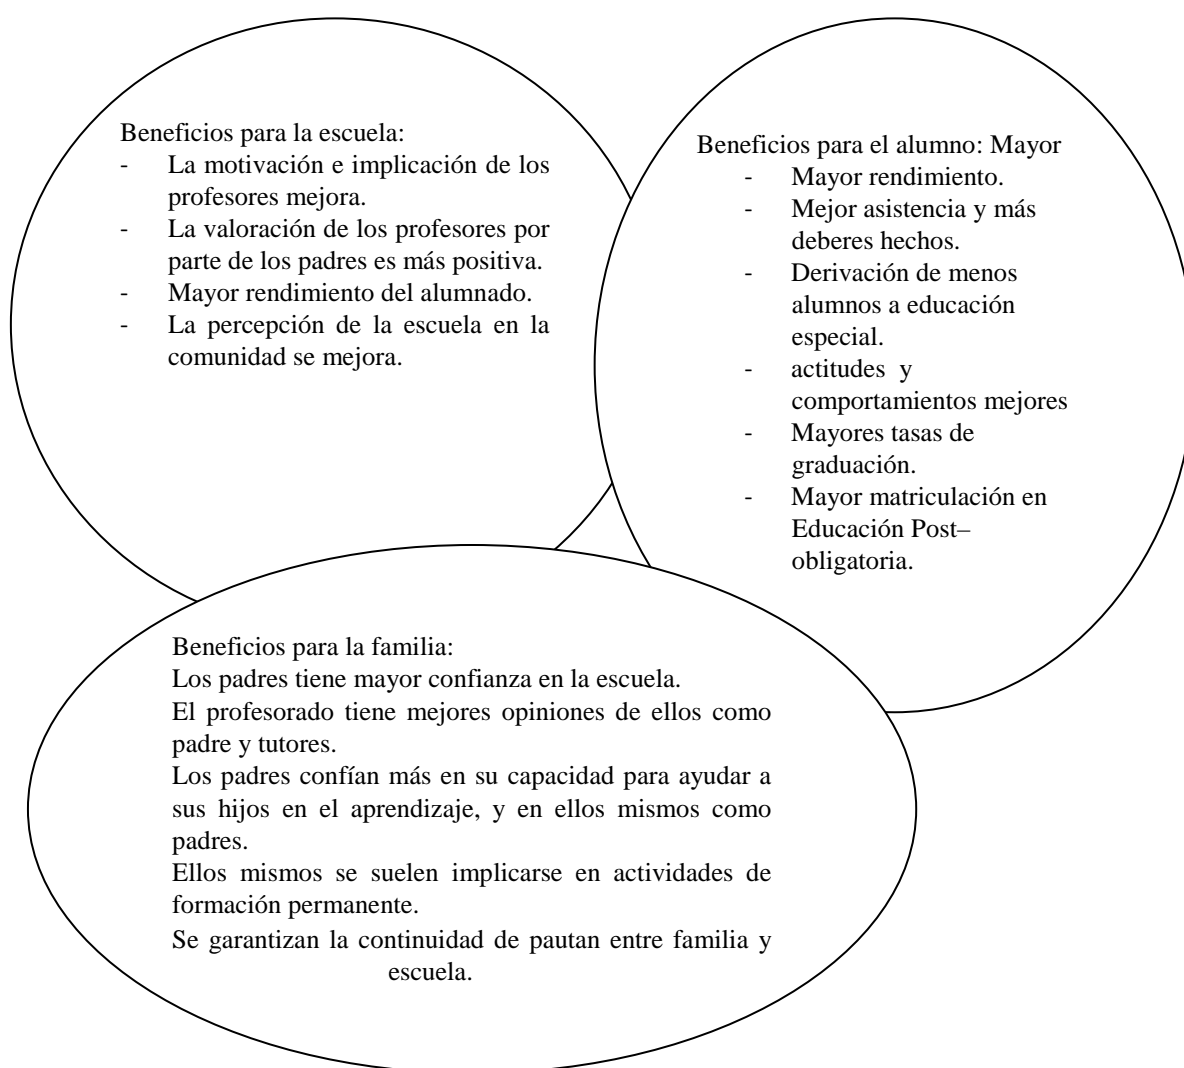 Beneficios para la escuela:
- La motivación e implicación de los
profesores mejora.
- La valoración de los profesores por
parte de los padres es más positiva.
- Mayor rendimiento del alumnado.
- La percepción de la escuela en la
comunidad se mejora.
Beneficios para el alumno: Mayor
- Mayor rendimiento.
- Mejor asistencia y más
deberes hechos.
- Derivación de menos
alumnos a educación
especial.
- actitudes y
comportamientos mejores
- Mayores tasas de
graduación.
- Mayor matriculación en
Educación Post–
obligatoria.
Beneficios para la familia:
Los padres tiene mayor confianza en la escuela.
El profesorado tiene mejores opiniones de ellos como
padre y tutores.
Los padres confían más en su capacidad para ayudar a
sus hijos en el aprendizaje, y en ellos mismos como
padres.
Ellos mismos se suelen implicarse en actividades de
formación permanente.
Se garantizan la continuidad de pautan entre familia y
escuela.